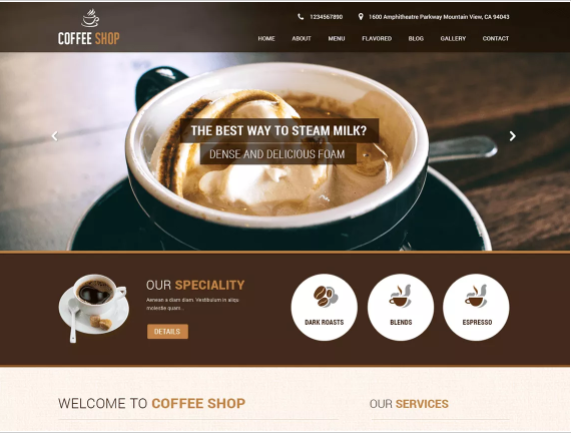 1234567890
1600 Amphitheatre Parkway Mountain View, CA 94043
COFFEE SHOP
HOME ABOUT MENU FLAVORED BLOG GALLERY CONTACT
THE BEST WAY TO STEAM MILK?
DENSE AND DELICIOUS FOAM
OUR SPECIALITY
Aenean a diam diam. Vestibulum in aliqu
molestie quam...
DETAILS
DARK ROASTS
BLENDS
ESPRESSO
WELCOME TO COFFEE SHOP
OUR SERVICES